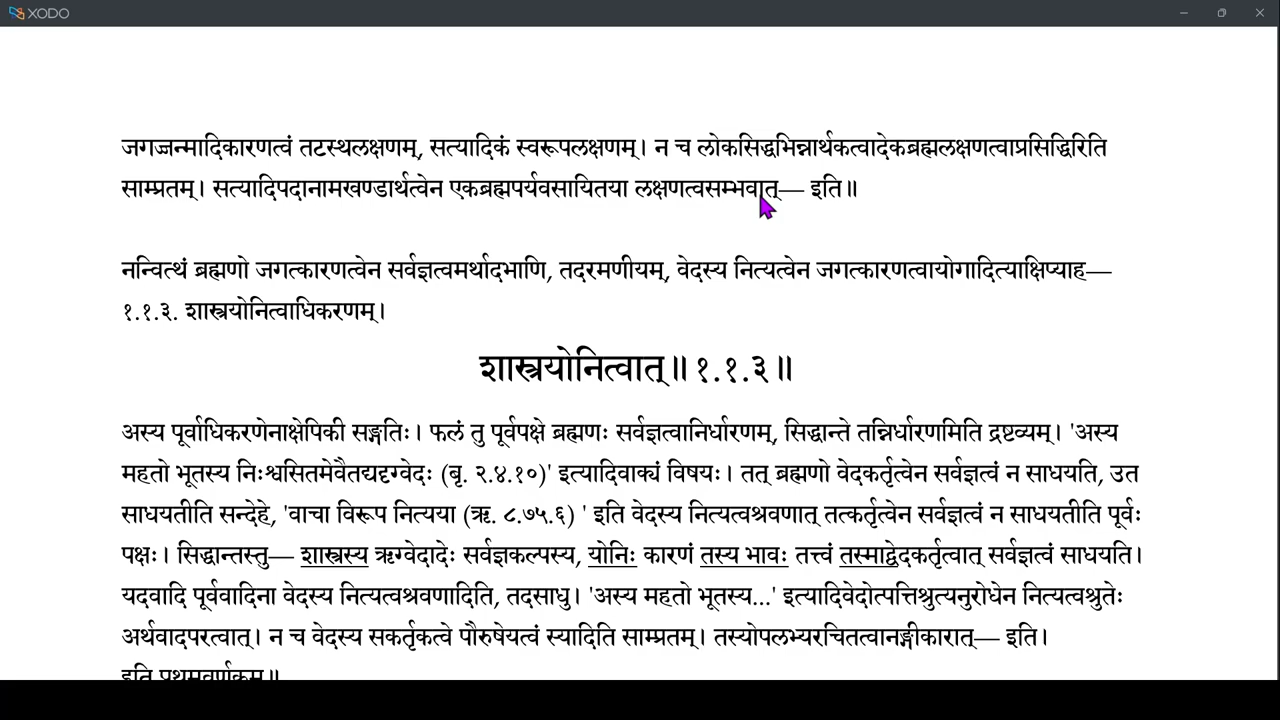 XODO
जगज्जन्मादिकारणत्वं तटस्थलक्षणम्, सत्यादिकं स्वरूपलक्षणम्। न च लोकसिद्धभिन्नार्थकत्वादेकब्रह्मलक्षणत्वाप्रसिद्धिरिति
साम्प्रतम्। सत्यादिपदानामखण्डार्थत्वेन एकब्रह्मपर्यवसायितया लक्षणत्वसम्भवात्— इति॥
नन्वित्थं ब्रह्मणो जगत्कारणत्वेन सर्वज्ञत्वमर्थादभाणि, तदरमणीयम्, वेदस्य नित्यत्वेन जगत्कारणत्वायोगादित्याक्षिप्याह—
१.१.३. शास्त्रयोनित्वाधिकरणम्।
शास्त्रयोनित्वात्॥ १.१.३॥
अस्य पूर्वाधिकरणेनाक्षेपिकी सङ्गतिः। फलं तु पूर्वपक्षे ब्रह्मणः सर्वज्ञत्वानिर्धारणम्, सिद्धान्ते तन्निर्धारणमिति द्रष्टव्यम्। 'अस्य
महतो भूतस्य निःश्वसितमेवैतद्यदृग्वेदः (बृ. २.४.१०)' इत्यादिवाक्यं विषयः। तत् ब्रह्मणो वेदकर्तृत्वेन सर्वज्ञत्वं न साधयति, उत
साधयतीति सन्देहे, 'वाचा विरूप नित्यया (ऋ. ८.७५.६) ' इति वेदस्य नित्यत्वश्रवणात् तत्कर्तृत्वेन सर्वज्ञत्वं न साधयतीति पूर्वः
पक्षः। सिद्धान्तस्तु— शास्त्रस्य ऋग्वेदादेः सर्वज्ञकल्पस्य, योनिः कारणं तस्य भावः तत्त्वं तस्माद्वेदकर्तृत्वात् सर्वज्ञत्वं साधयति।
यदवादि पूर्ववादिना वेदस्य नित्यत्वश्रवणादिति, तदसाधु। 'अस्य महतो भूतस्य...' इत्यादिवेदोत्पत्तिश्रुत्यनुरोधेन नित्यत्वश्रुतेः
अर्थवादपरत्वात्। न च वेदस्य सकर्तृकत्वे पौरुषेयत्वं स्यादिति साम्प्रतम्। तस्योपलभ्यरचितत्वानङ्गीकारात्— इति।
इति प्रथमवर्णकम्॥